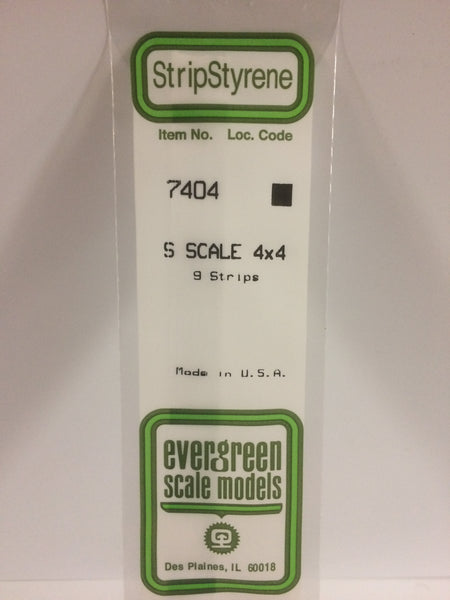 StripStyrene
Item No. Loc. Code
7404
S SCALE 4x4
9 Strips
Made in U.S.A.
evergreen
scale models
Des Plaines, IL 60018